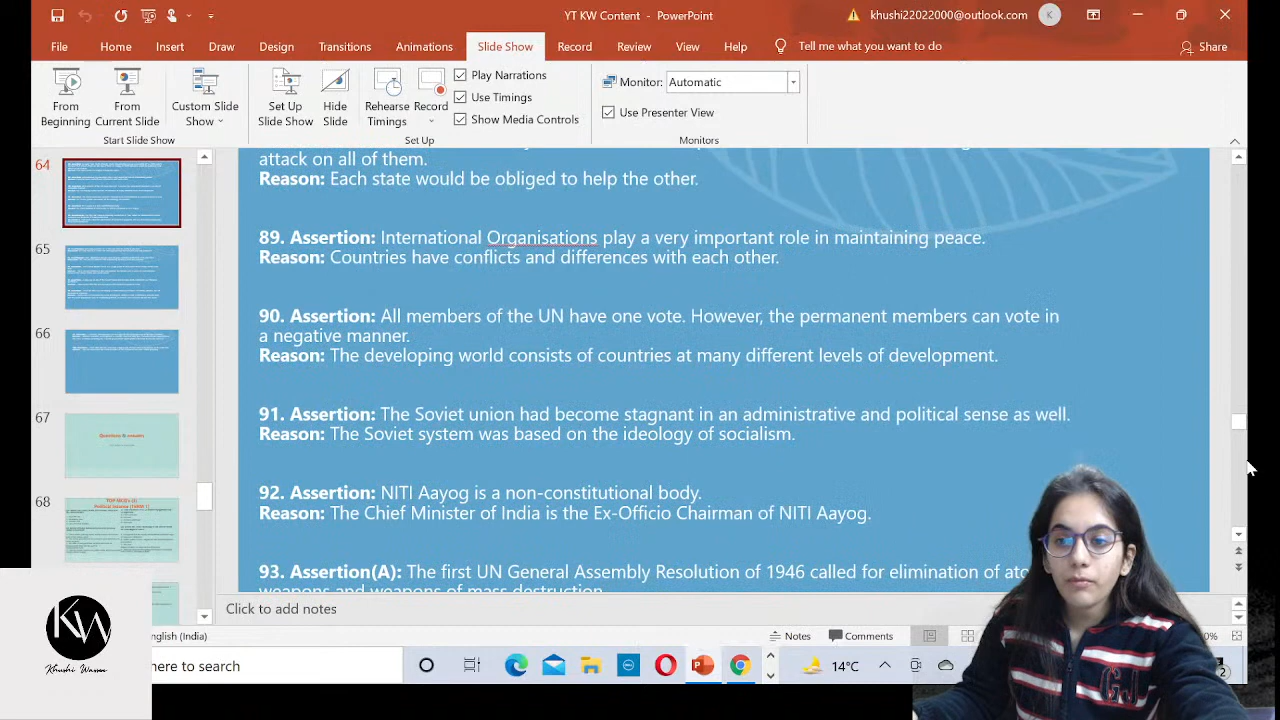 YT KW Content - PowerPoint
khushi22022000@outlook.com
K
File Home Insert Draw Design Transitions Animations Slide Show Record Review View Help Tell me what you want to do Share
From Beginning
From Current Slide
Custom Slide Show
Set Up Slide Show
Hide Slide
Rehearse Timings
Record
Play Narrations
Use Timings
Show Media Controls
Monitor: Automatic
Use Presenter View
Start Slide Show
Set Up
Monitors
64
65
66
67
68
attack on all of them.
Reason: Each state would be obliged to help the other.
89. Assertion: International Organisations play a very important role in maintaining peace.
Reason: Countries have conflicts and differences with each other.
90. Assertion: All members of the UN have one vote. However, the permanent members can vote in
a negative manner.
Reason: The developing world consists of countries at many different levels of development.
91. Assertion: The Soviet union had become stagnant in an administrative and political sense as well.
Reason: The Soviet system was based on the ideology of socialism.
92. Assertion: NITI Aayog is a non-constitutional body.
Reason: The Chief Minister of India is the Ex-Officio Chairman of NITI Aayog.
93. Assertion(A): The first UN General Assembly Resolution of 1946 called for elimination of
weapons and weapons of mass destruction
Click to add notes
English (India)
Notes
Comments
here to search
14°C
2
KW
Khushi